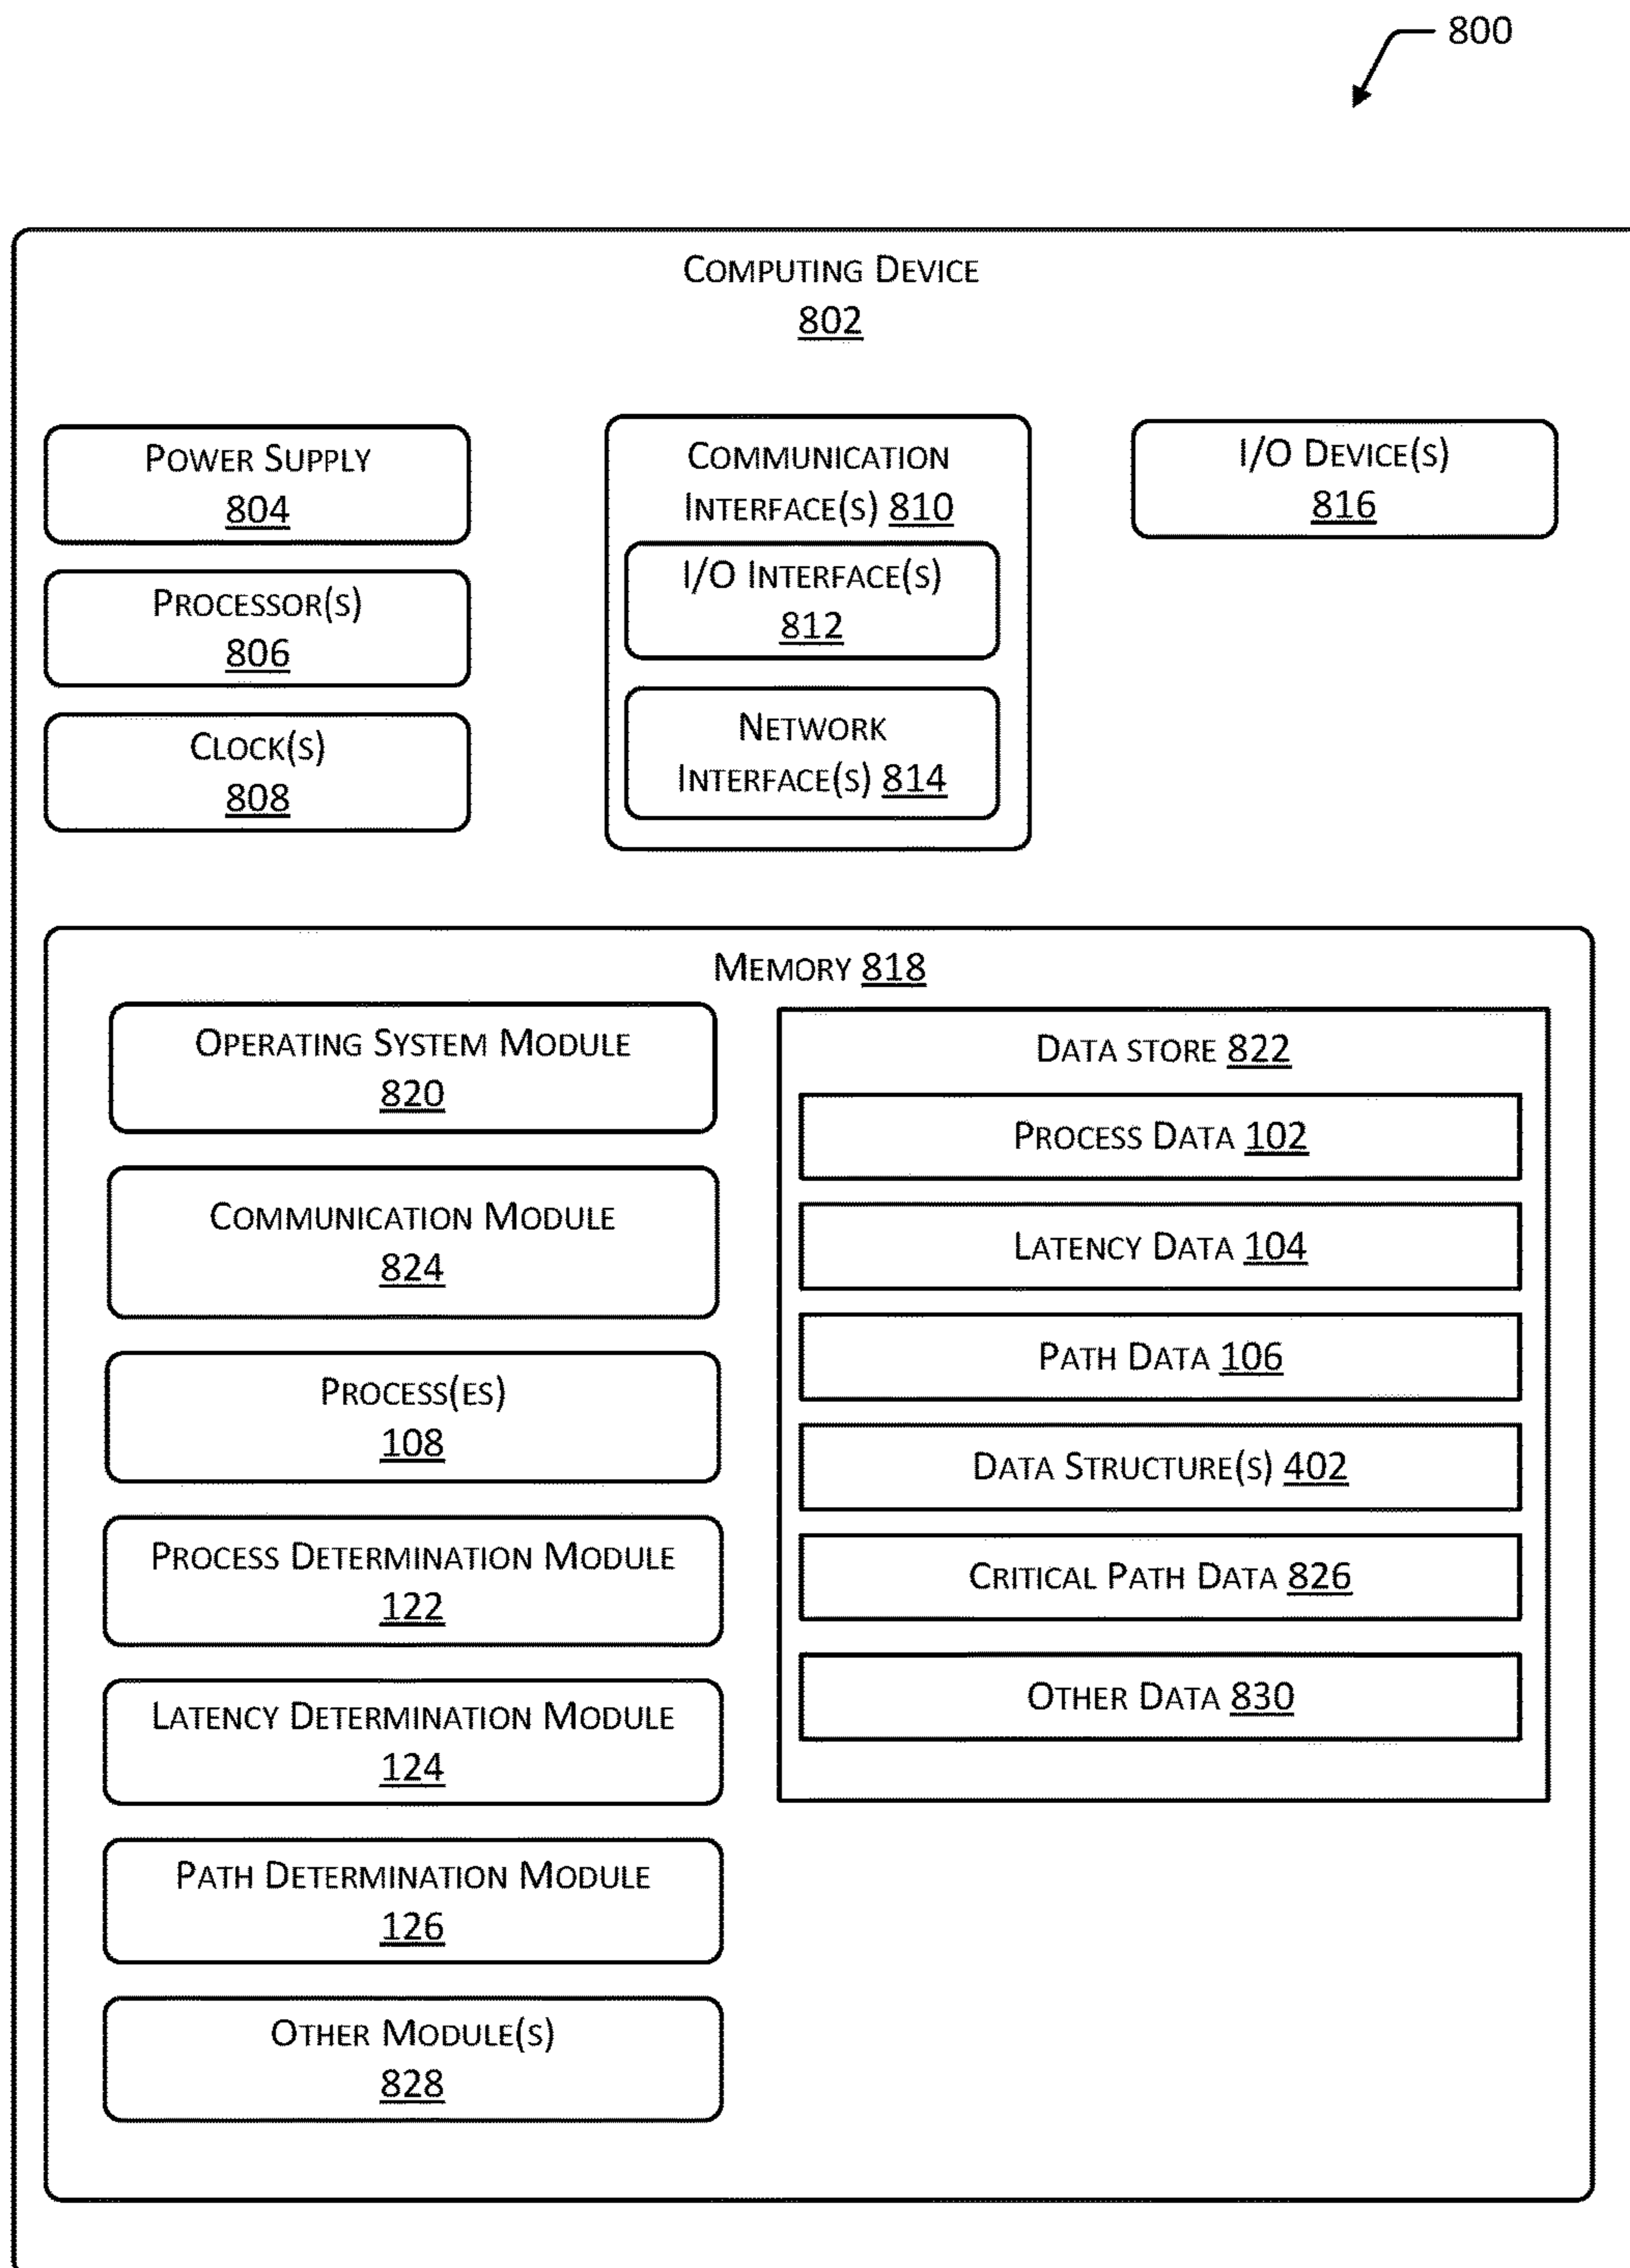 800
COMPUTING DEVICE
802
POWER SUPPLY
804
PROCESSOR(S)
806
CLOCK(S)
808
COMMUNICATION
INTERFACE(S) 810
I/O INTERFACE(S)
812
NETWORK
INTERFACE(S) 814
I/O DEVICE(S)
816
MEMORY 818
OPERATING SYSTEM MODULE
820
COMMUNICATION MODULE
824
PROCESS(ES)
108
PROCESS DETERMINATION MODULE
122
LATENCY DETERMINATION MODULE
124
PATH DETERMINATION MODULE
126
OTHER MODULE(S)
828
DATA STORE 822
PROCESS DATA 102
LATENCY DATA 104
PATH DATA 106
DATA STRUCTURE(S) 402
CRITICAL PATH DATA 826
OTHER DATA 830